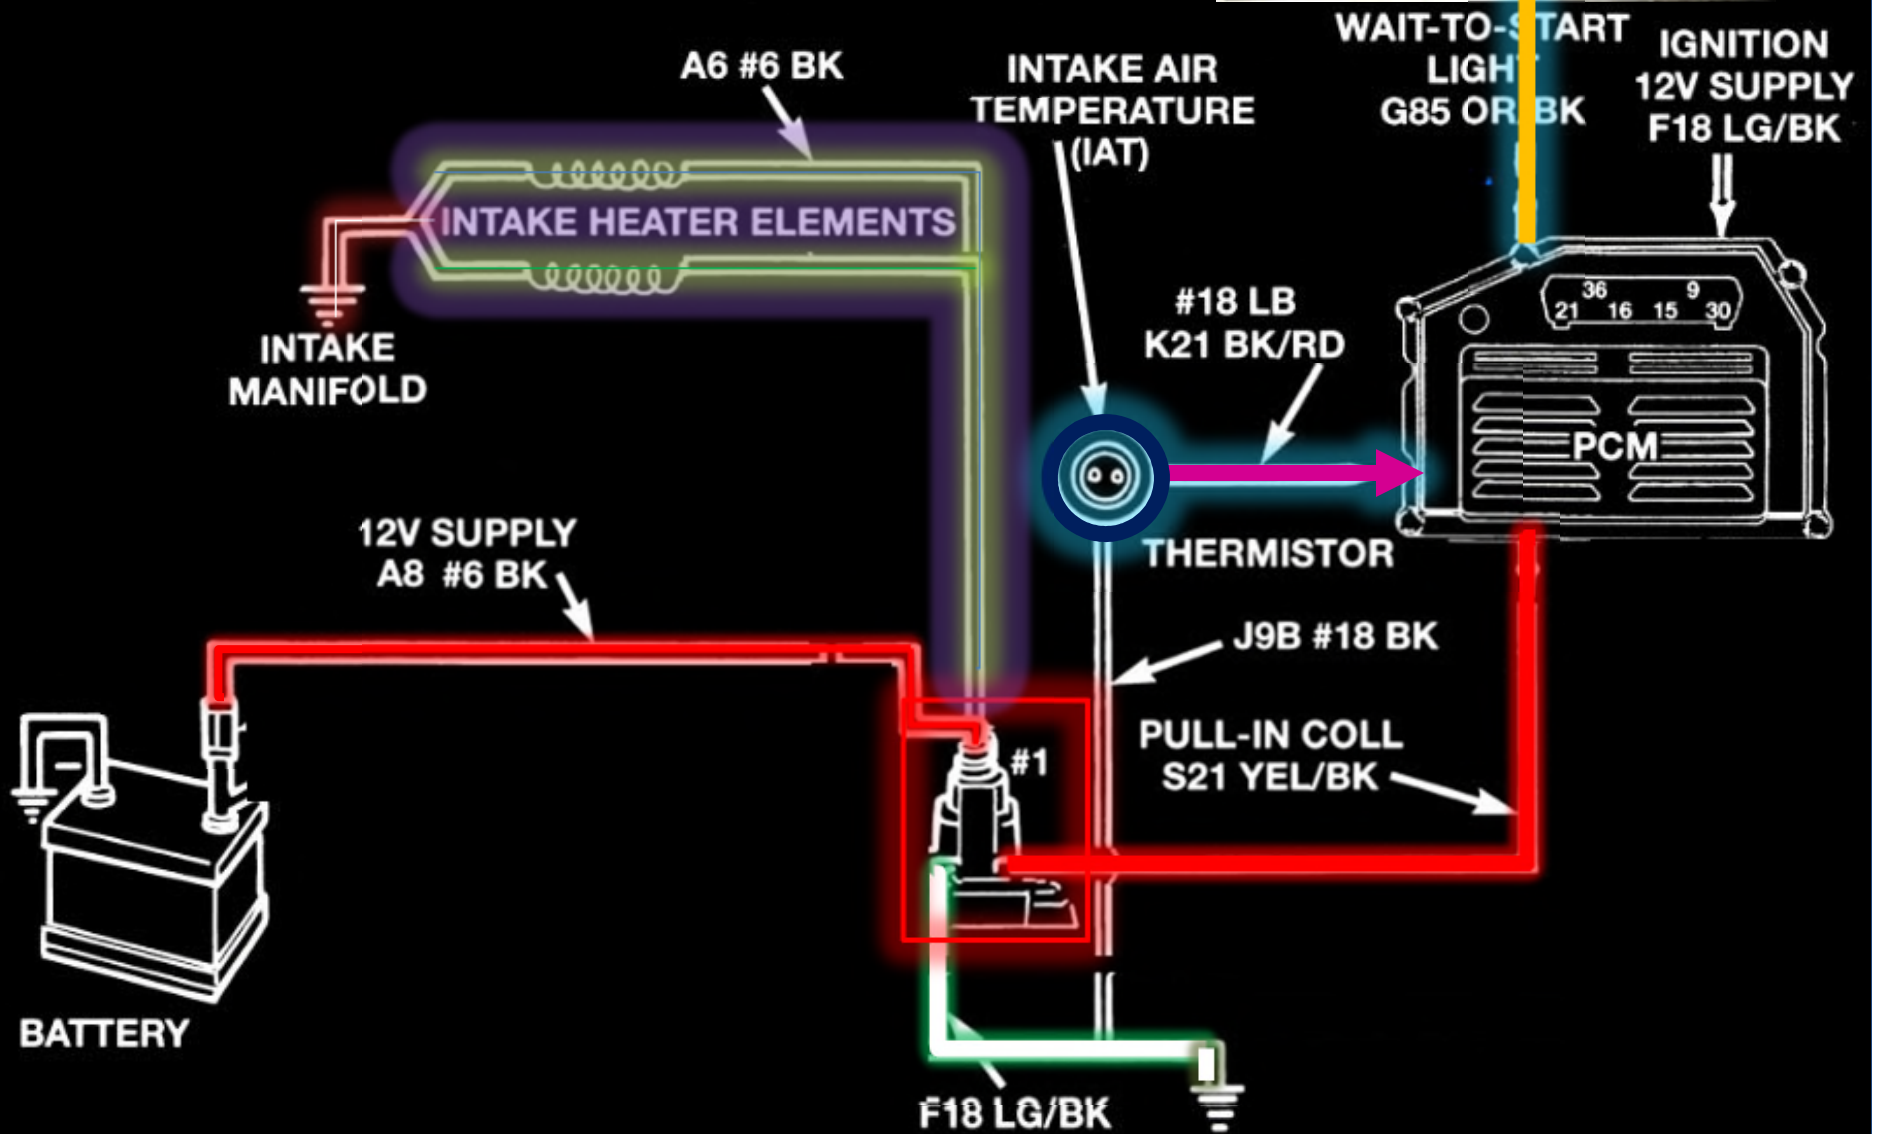 A6 #6 BK
INTAKE AIR
TEMPERATURE
(IAT)
WAIT-TO-START
LIGHT
G85 OR/BK
IGNITION
12V SUPPLY
F18 LG/BK
INTAKE HEATER ELEMENTS
INTAKE
MANIFOLD
#18 LB
K21 BK/RD
36 9
21 16 15 30
PCM
THERMISTOR
12V SUPPLY
A8 #6 BK
J9B #18 BK
PULL-IN COLL
S21 YEL/BK
#1
BATTERY
F18 LG/BK